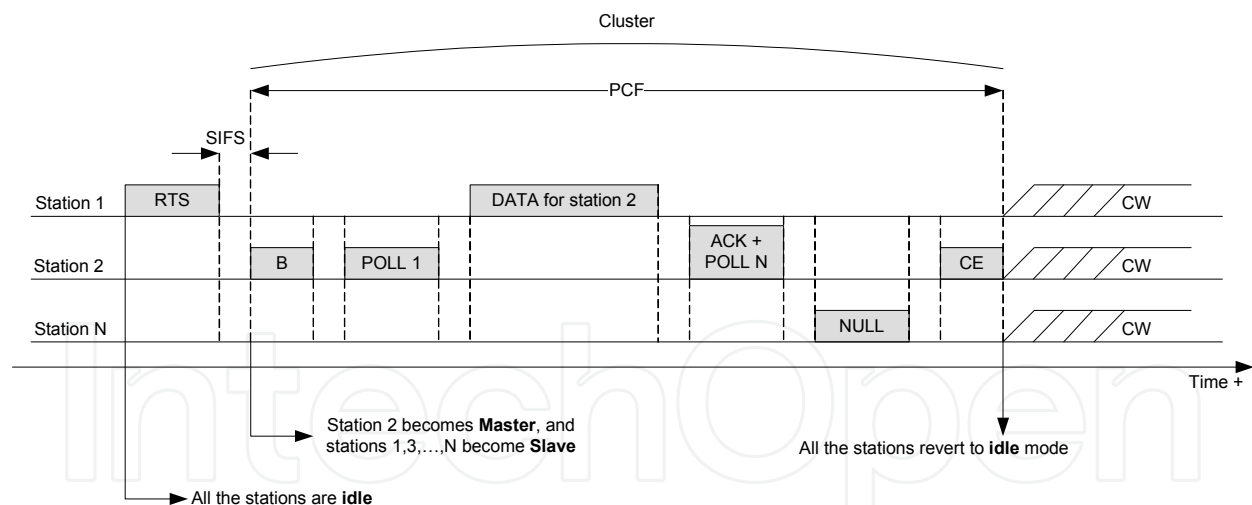 Cluster
PCF
SIFS
Station 1
RTS
DATA for station 2
CW
Station 2
B
POLL 1
ACK +
POLL N
CE
CW
Station N
NULL
CW
Time +
Station 2 becomes Master, and
stations 1,3,...,N become Slave
All the stations revert to idle mode
All the stations are idle
IntechOpen